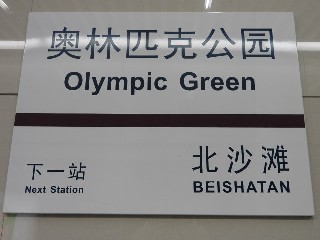 奥林匹克公园
Olympic Green
下一站
Next Station
北沙滩
BEISHATAN